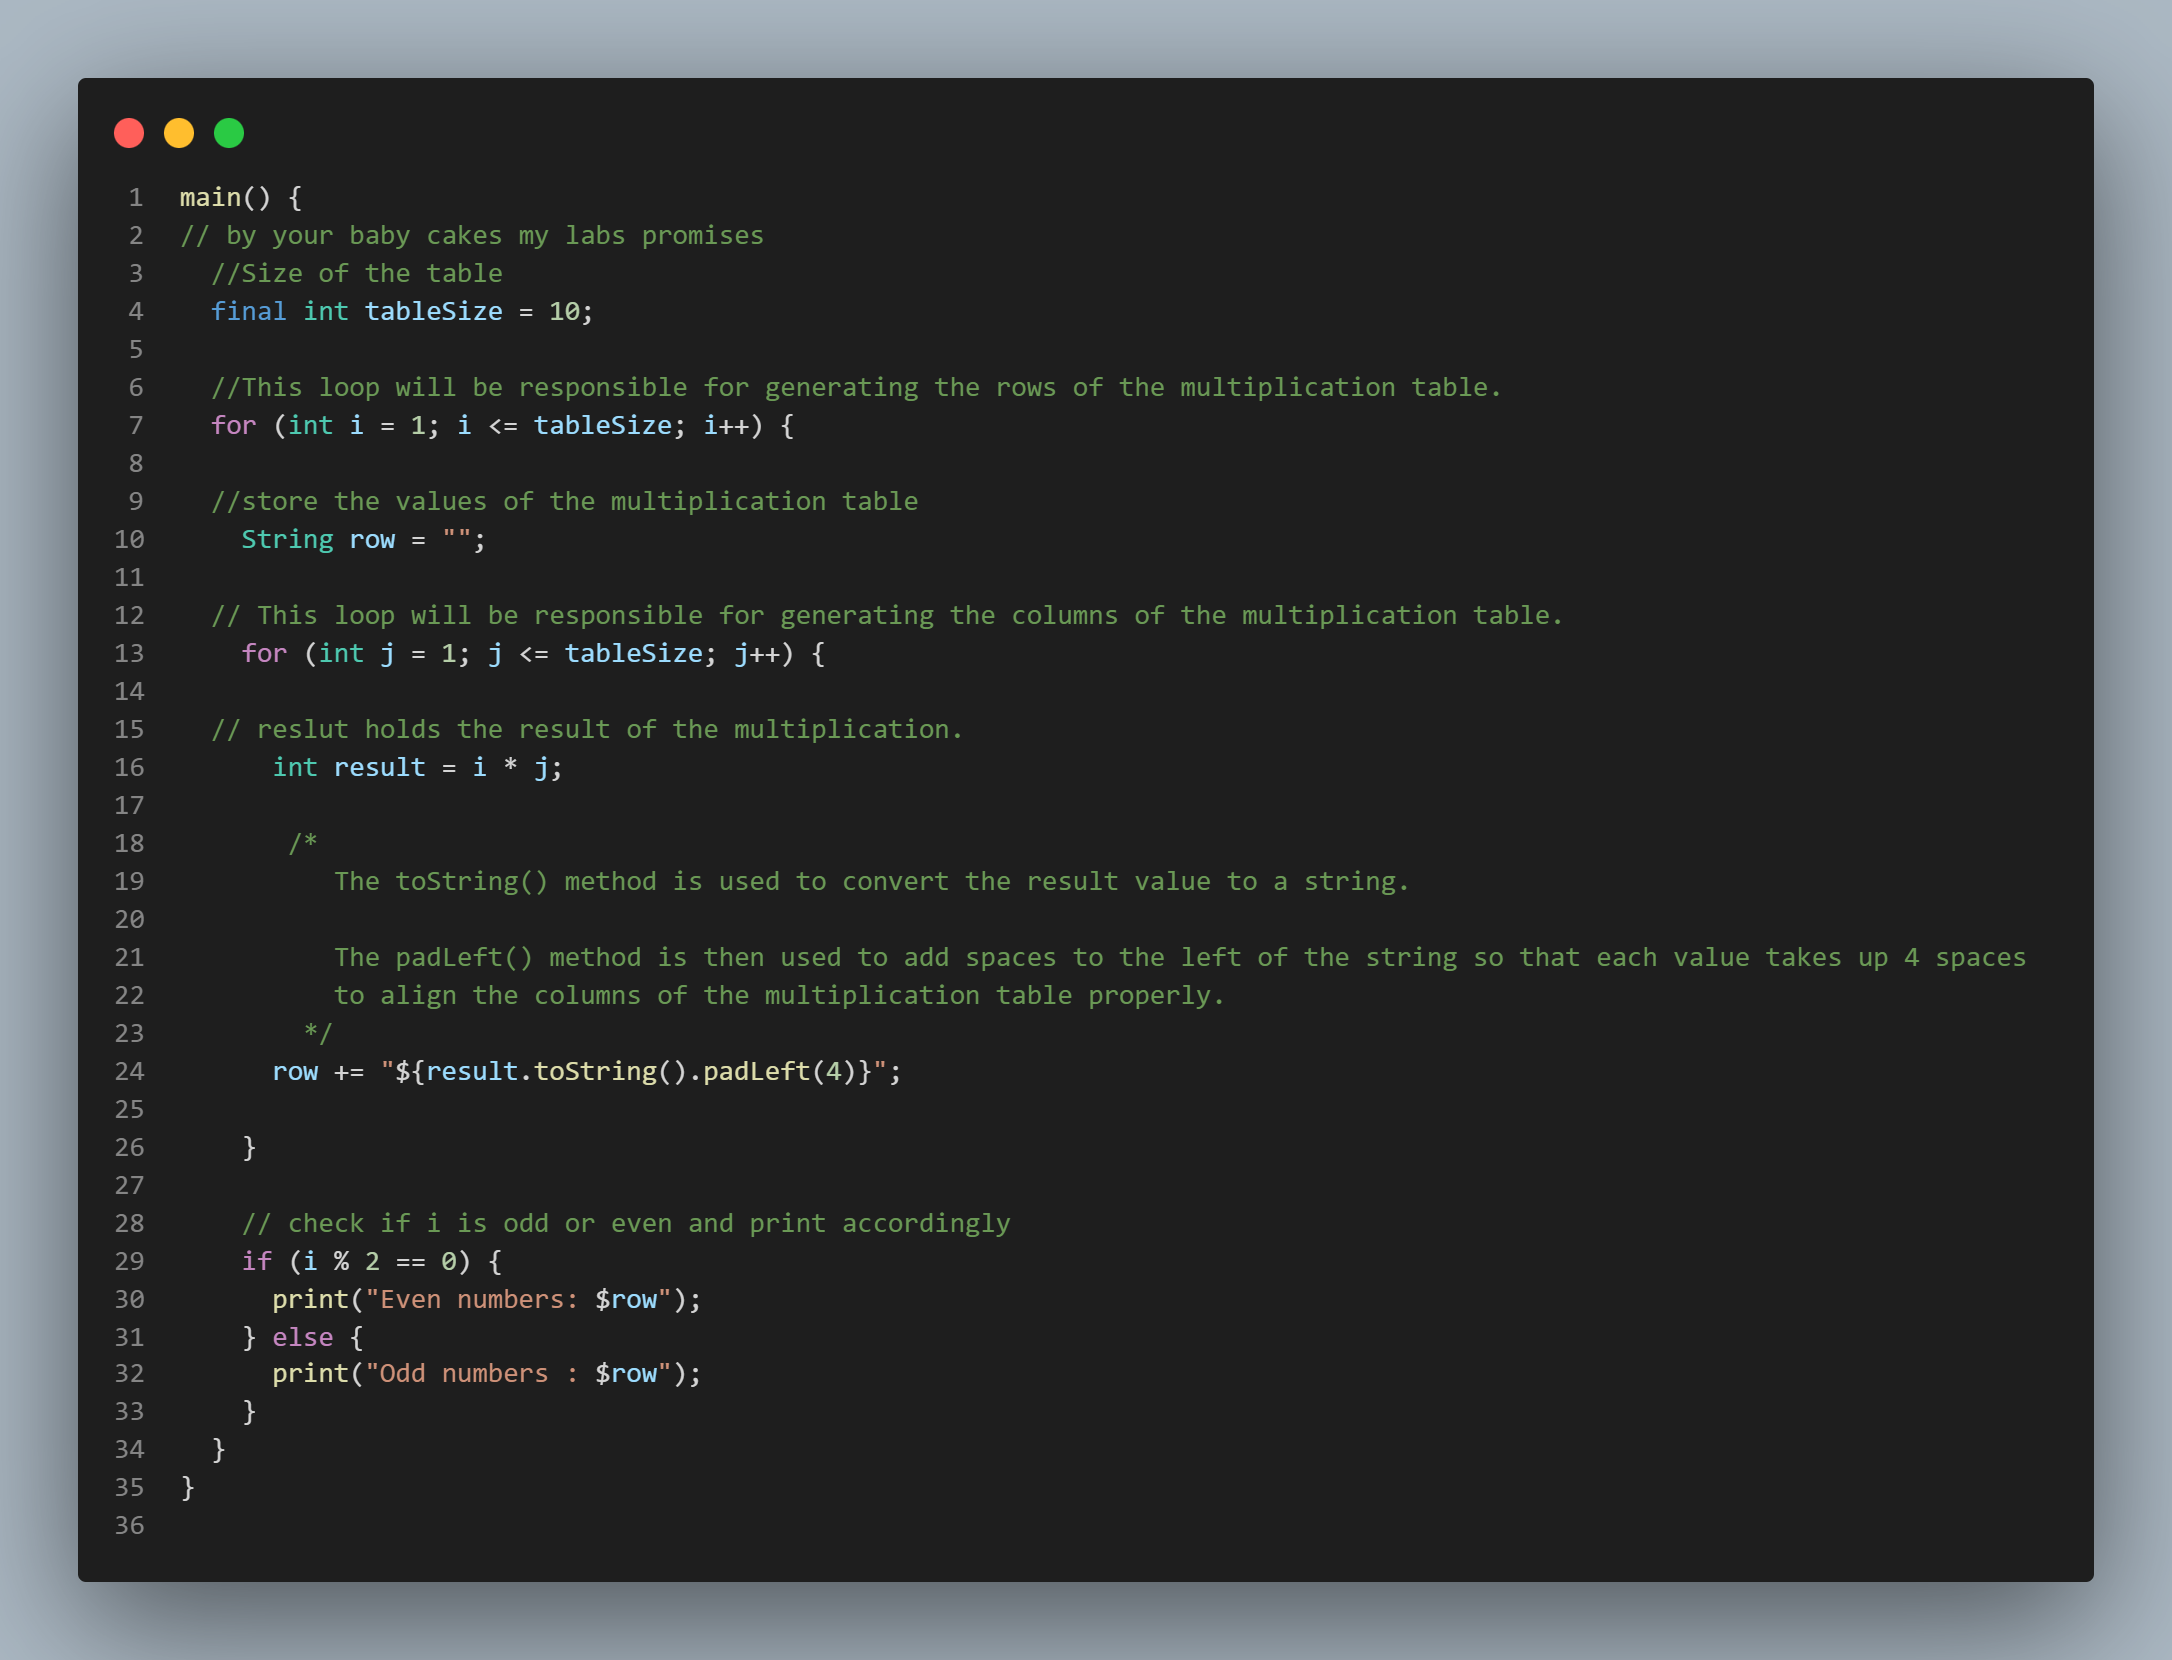 1 main() {
2 // by your baby cakes my labs promises
3   //Size of the table
4   final int tableSize = 10;
5
6   //This loop will be responsible for generating the rows of the multiplication table.
7   for (int i = 1; i <= tableSize; i++) {
8
9   //store the values of the multiplication table
10     String row = "";
11
12   // This loop will be responsible for generating the columns of the multiplication table.
13     for (int j = 1; j <= tableSize; j++) {
14
15   // reslut holds the result of the multiplication.
16       int result = i * j;
17
18        /*
19           The toString() method is used to convert the result value to a string.
20
21           The padLeft() method is then used to add spaces to the left of the string so that each value takes up 4 spaces
22           to align the columns of the multiplication table properly.
23         */
24       row += "${result.toString().padLeft(4)}";
25
26     }
27
28     // check if i is odd or even and print accordingly
29     if (i % 2 == 0) {
30       print("Even numbers: $row");
31     } else {
32       print("Odd numbers : $row");
33     }
34   }
35 }
36